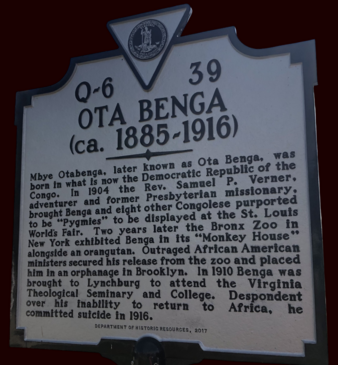 Q-6 39
OTA BENGA
(ca. 1885-1916)
Mbye Otabenga, later known as Ota Benga, was
born in what is now the Democratic Republic of the
Congo. In 1904 the Rev. Samuel P. Verner,
adventurer and former Presbyterian missionary,
brought Benga and eight other Congolese purported
to be “Pygmies” to be displayed at the St. Louis
World's Fair. Two years later the Bronx Zoo in
New York exhibited Benga in its “Monkey House”
alongside an orangutan. Outraged African American
ministers secured his release from the zoo and placed
him in an orphanage in Brooklyn. In 1910 Benga was
brought to Lynchburg to attend the Virginia
Theological Seminary and College. Despondent
over his inability to return to Africa, he
committed suicide in 1916.
DEPARTMENT OF HISTORIC RESOURCES, 2017